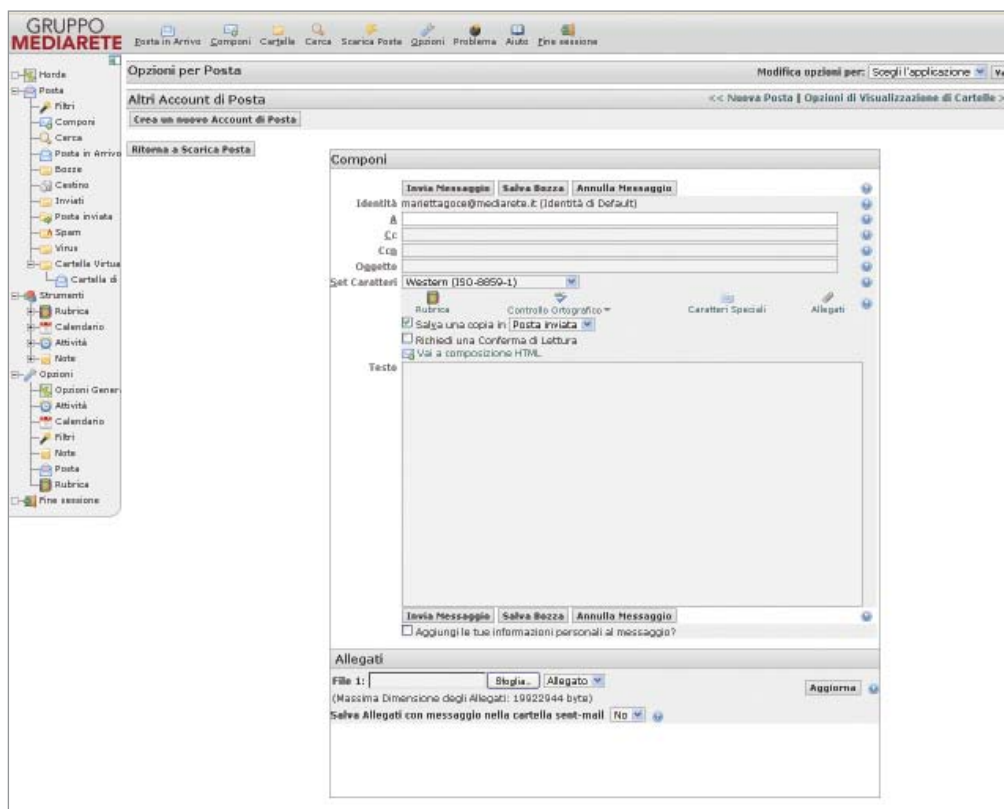 GRUPPO
MEDIARETE
Posta in Arrivo Componi Cartelle Cerca Scarica Posta Opzioni Problema Aiuto Fine sessione
Horde
Posta
Filtri
Componi
Cerca
Posta in Arrivo
Bozze
Cestino
Inviati
Posta inviata
Spam
Virus
Cartella Virtua
Cartella di
Strumenti
Rubrica
Calendario
Attività
Note
Opzioni
Opzioni Gener
Attività
Calendario
Filtri
Note
Posta
Rubrica
Fine sessione
Opzioni per Posta
Modifica opzioni per: Scegli l'applicazione
Altri Account di Posta
<< Nuova Posta | Opzioni di Visualizzazione di Cartelle >
Crea un nuovo Account di Posta
Ritorna a Scarica Posta
Componi
Invia Messaggio Salva Bozza Annulla Messaggio
Identità mariettagoce@mediarete.it (Identità di Default)
A
Cc
Ccn
Oggetto
Set Caratteri Western (ISO-8859-1)
Rubrica Controllo Ortografico Caratteri Speciali Allegati
Salva una copia in Posta inviata
Richiedi una Conferma di Lettura
Vai a composizione HTML
Testo
Invia Messaggio Salva Bozza Annulla Messaggio
Aggiungi le tue informazioni personali al messaggio?
Allegati
File 1: Sfoglia... Allegato
Aggiorna
(Massima Dimensione degli Allegati: 19922944 byte)
Salva Allegati con messaggio nella cartella sent-mail No